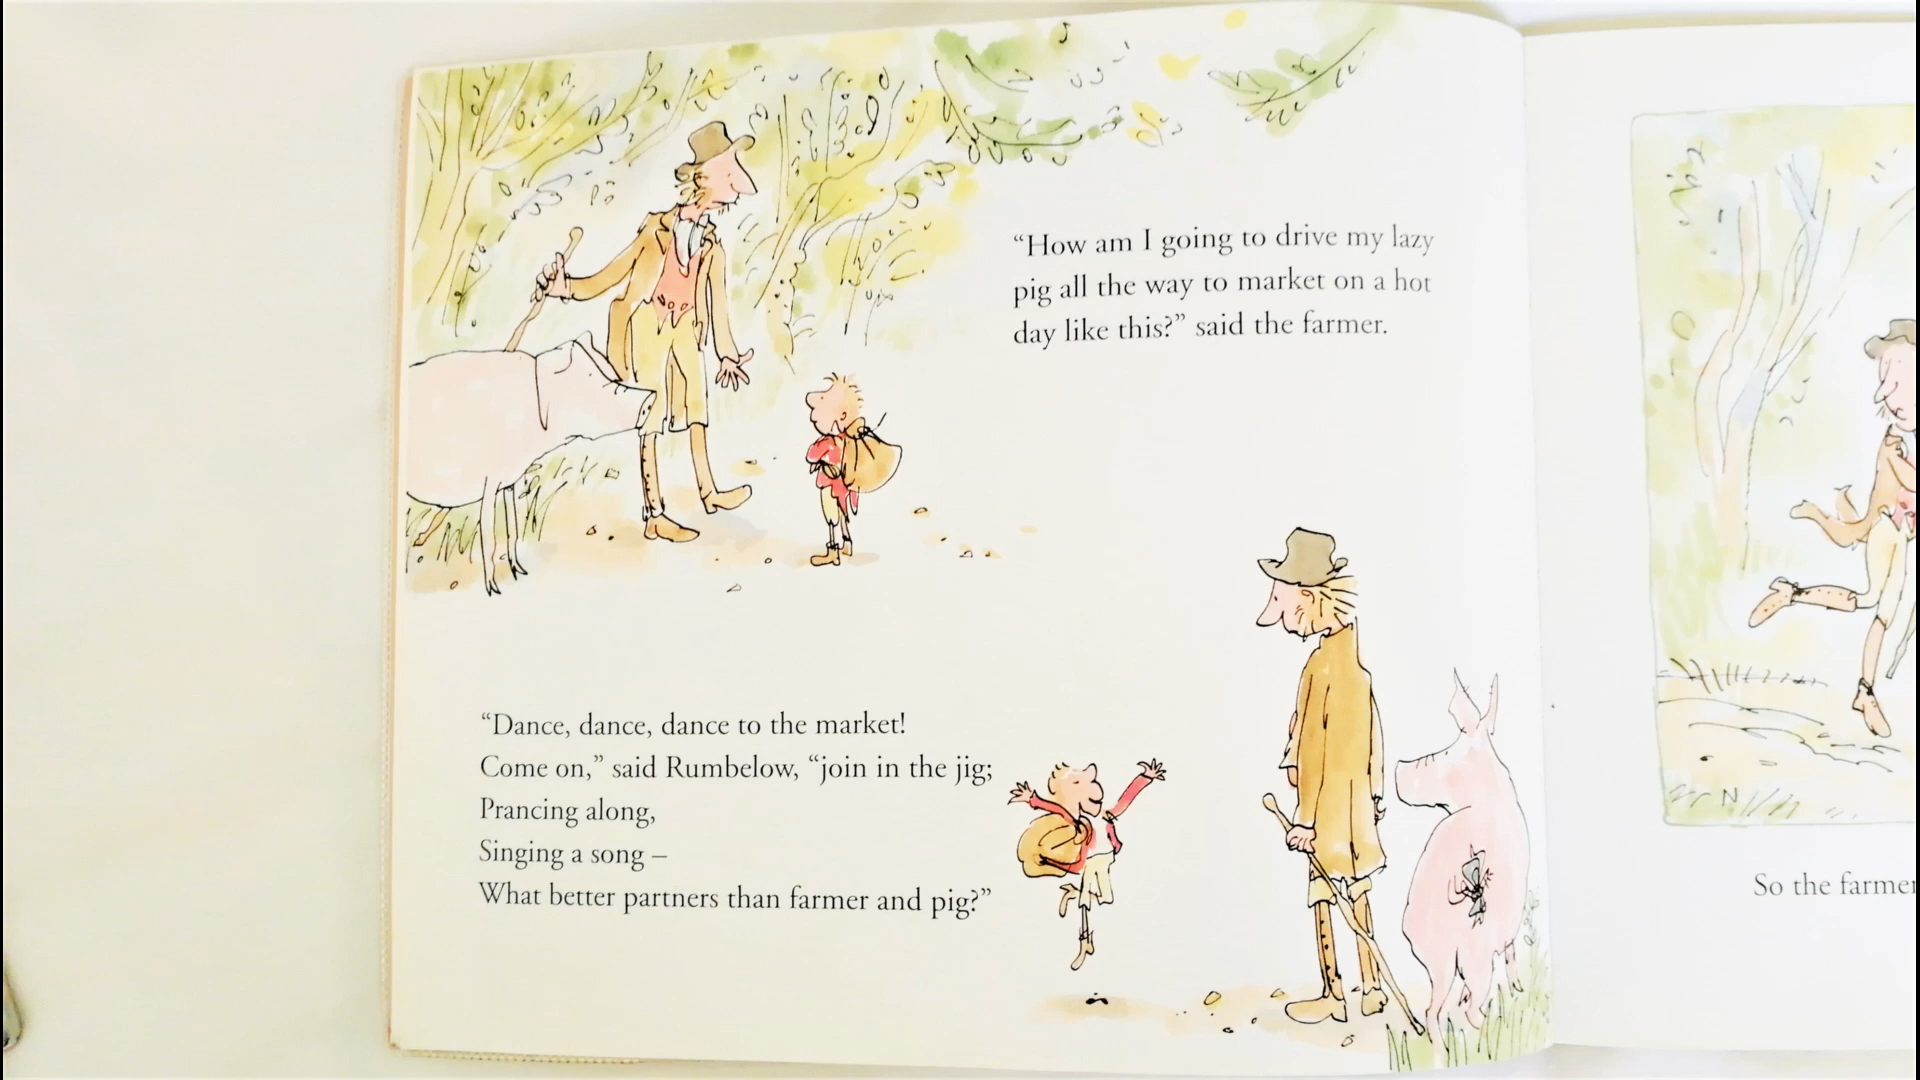 “How am I going to drive my lazy
pig all the way to market on a hot
day like this?” said the farmer.
“Dance, dance, dance to the market!
Come on,” said Rumbelow, “join in the jig;
Prancing along,
Singing a song –
What better partners than farmer and pig?”
So the farmer